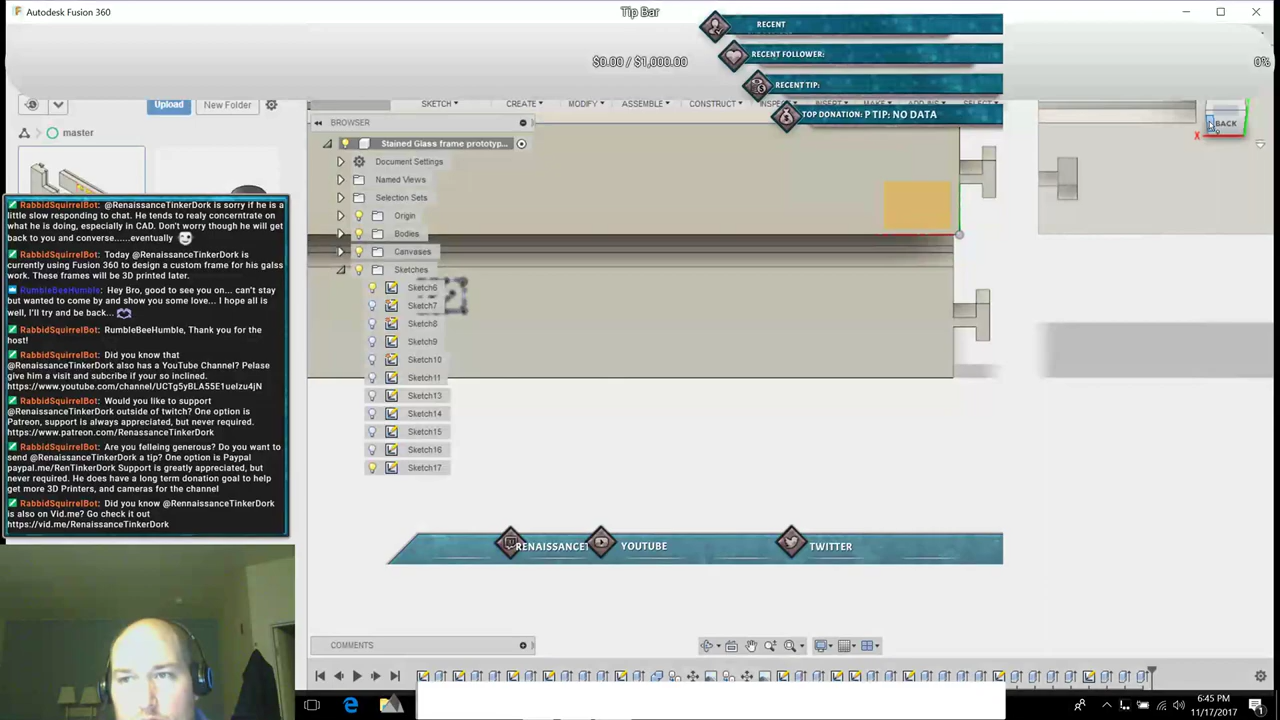 Autodesk Fusion 360
Tip Bar
RECENT
RECENT FOLLOWER:
$0.00 / $1,000.00
0%
RECENT TIP:
TOP DONATION: P TIP: NO DATA
Upload
New Folder
SKETCH
CREATE
MODIFY
ASSEMBLE
CONSTRUCT
SELECT
master
BROWSER
BACK
X
Stained Glass frame prototyp...
Document Settings
Named Views
Selection Sets
Origin
Bodies
Canvases
Sketches
Sketch6
Sketch7
Sketch8
Sketch9
Sketch10
Sketch11
Sketch13
Sketch14
Sketch15
Sketch16
Sketch17
RabbidSquirrelBot: @RenaissanceTinkerDork is sorry if he is a
little slow responding to chat. He tends to realy concerntrate on
what he is doing, especially in CAD. Don't worry though he will get
back to you and converse......eventually
RabbidSquirrelBot: Today @RenaissanceTinkerDork is
currently using Fusion 360 to design a custom frame for his galss
work. These frames will be 3D printed later.
RumbleBeeHumble: Hey Bro, good to see you on... can't stay
but wanted to come by and show you some love... I hope all is
well, I'll try and be back...
RabbidSquirrelBot: RumbleBeeHumble, Thank you for the
host!
RabbidSquirrelBot: Did you know that
@RenaissanceTinkerDork also has a YouTube Channel? Pelase
give him a visit and subcribe if your so inclined.
https://www.youtube.com/channel/UCTg5yBLA55E1uelzu4jN
RabbidSquirrelBot: Would you like to support
@RenaissanceTinkerDork outside of twitch? One option is
Patreon, support is always appreciated, but never required.
https://www.patreon.com/RenassanceTinkerDork
RabbidSquirrelBot: Are you felleing generous? Do you want to
send @RenaissanceTinkerDork a tip? One option is Paypal
paypal.me/RenTinkerDork Support is greatly appreciated, but
never required. He does have a long term donation goal to help
get more 3D Printers, and cameras for the channel
RabbidSquirrelBot: Did you know @RennaissanceTinkerDork
is also on Vid.me? Go check it out
https://vid.me/RenaissanceTinkerDork
RENAISSANCET
YOUTUBE
TWITTER
COMMENTS
6:45 PM
11/17/2017